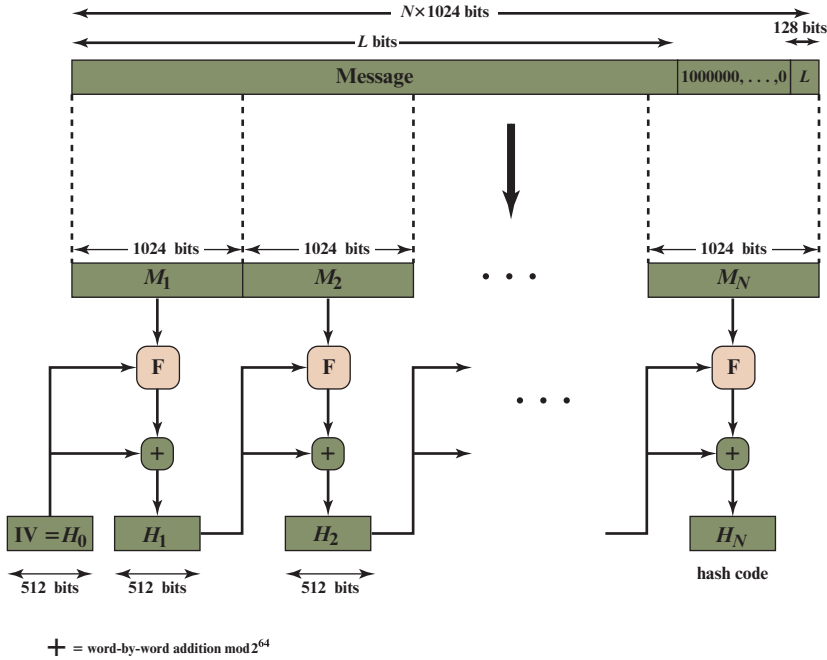 N×1024 bits
128 bits
L bits
Message
1000000, . . . ,0
L
1024 bits
1024 bits
1024 bits
M1
M2
. . .
MN
F
F
F
. . .
+
+
+
IV = H0
H1
H2
HN
512 bits
512 bits
512 bits
hash code
+ = word-by-word addition mod 2^64